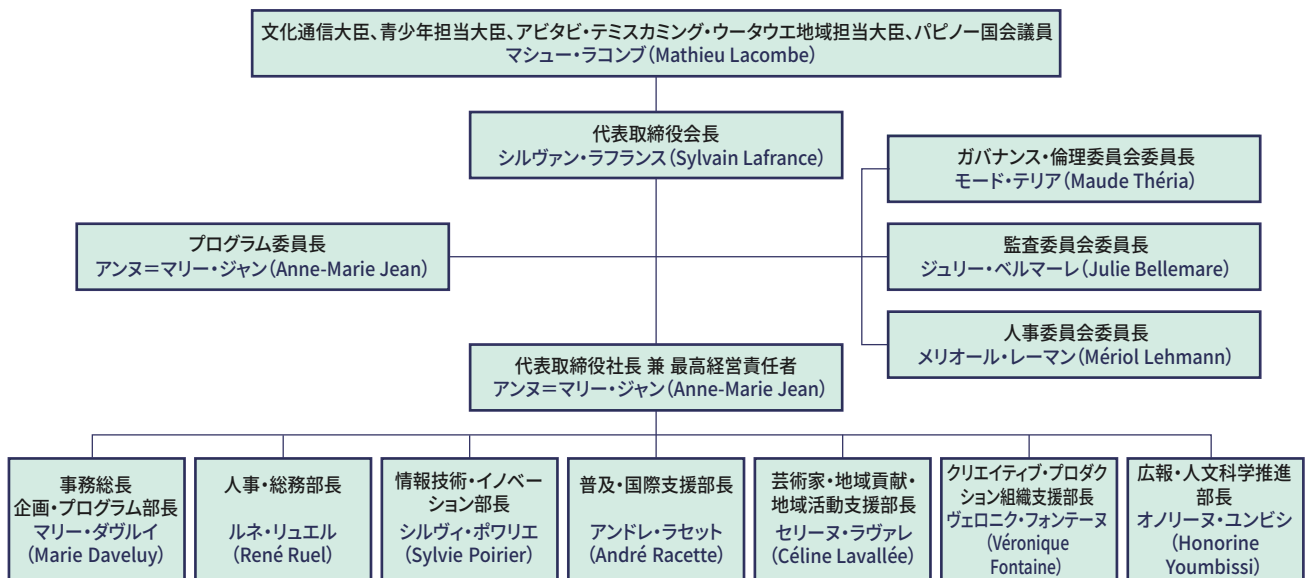 文化通信大臣、青少年担当大臣、アビタビ・テミスカミング・ウータウエ地域担当大臣、パピノー国会議員
マシュー・ラコンブ（Mathieu Lacombe）
代表取締役会長
シルヴァン・ラフランス（Sylvain Lafrance）
ガバナンス・倫理委員会委員長
モード・テリア（Maude Théria）
プログラム委員長
アンヌ＝マリー・ジャン（Anne-Marie Jean）
監査委員会委員長
ジュリー・ベルマーレ（Julie Bellemare）
人事委員会委員長
メリオール・レーマン（Mériol Lehmann）
代表取締役社長 兼 最高経営責任者
アンヌ＝マリー・ジャン（Anne-Marie Jean）
事務総長
企画・プログラム部長
マリー・ダヴルイ
（Marie Daveluy）
人事・総務部長
ルネ・リュエル
（René Ruel）
情報技術・イノベー
ション部長
シルヴィ・ポワリエ
（Sylvie Poirier）
普及・国際支援部長
アンドレ・ラセット
（André Racette）
芸術家・地域貢献・
地域活動支援部長
セリーヌ・ラヴァレ
（Céline Lavallée）
クリエイティブ・プロダク
ション組織支援部長
ヴェロニク・フォンテーヌ
（Véronique
Fontaine）
広報・人文科学推進
部長
オノリーヌ・ユンビシ
（Honorine
Youmbissi）